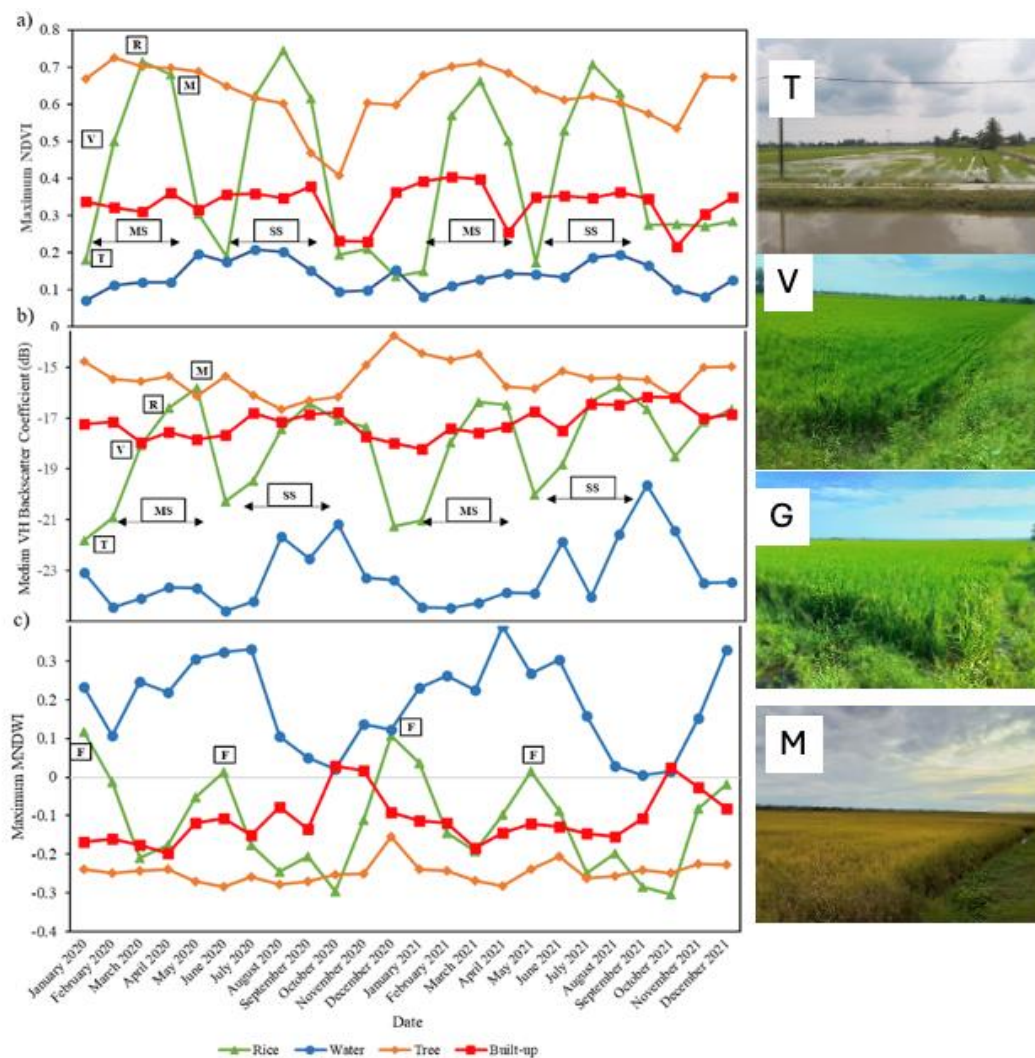 a)
Maximum NDVI
0.8
0.7
0.6
0.5
0.4
0.3
0.2
0.1
0
R
M
V
T
MS
SS
MS
SS
b)
Median VH Backscatter Coefficient (dB)
-15
-17
-19
-21
-23
M
R
V
T
MS
SS
MS
SS
c)
Maximum MNDWI
0.3
0.2
0.1
0
-0.1
-0.2
-0.3
-0.4
F
F
F
F
January 2020
February 2020
March 2020
April 2020
May 2020
June 2020
July 2020
August 2020
September 2020
October 2020
November 2020
December 2020
January 2021
February 2021
March 2021
April 2021
May 2021
June 2021
July 2021
August 2021
September 2021
October 2021
November 2021
December 2021
Date
Rice Water Tree Built-up
T
V
G
M